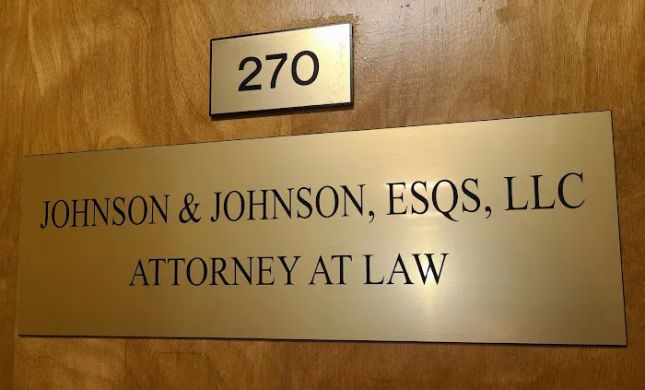 270
JOHNSON & JOHNSON, ESQS, LLC
ATTORNEY AT LAW